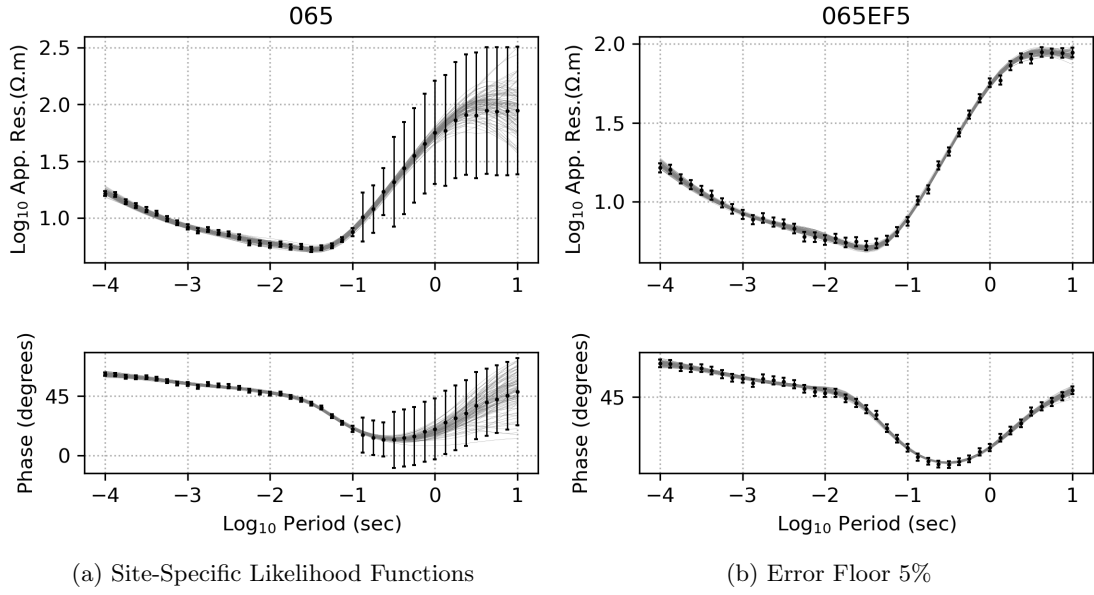 065
Log10 App. Res.(Ω.m)
2.5
2.0
1.5
1.0
−4 −3 −2 −1 0 1
Phase (degrees)
45
0
−4 −3 −2 −1 0 1
Log10 Period (sec)
(a) Site-Specific Likelihood Functions
065EF5
Log10 App. Res.(Ω.m)
2.0
1.5
1.0
−4 −3 −2 −1 0 1
Phase (degrees)
45
−4 −3 −2 −1 0 1
Log10 Period (sec)
(b) Error Floor 5%